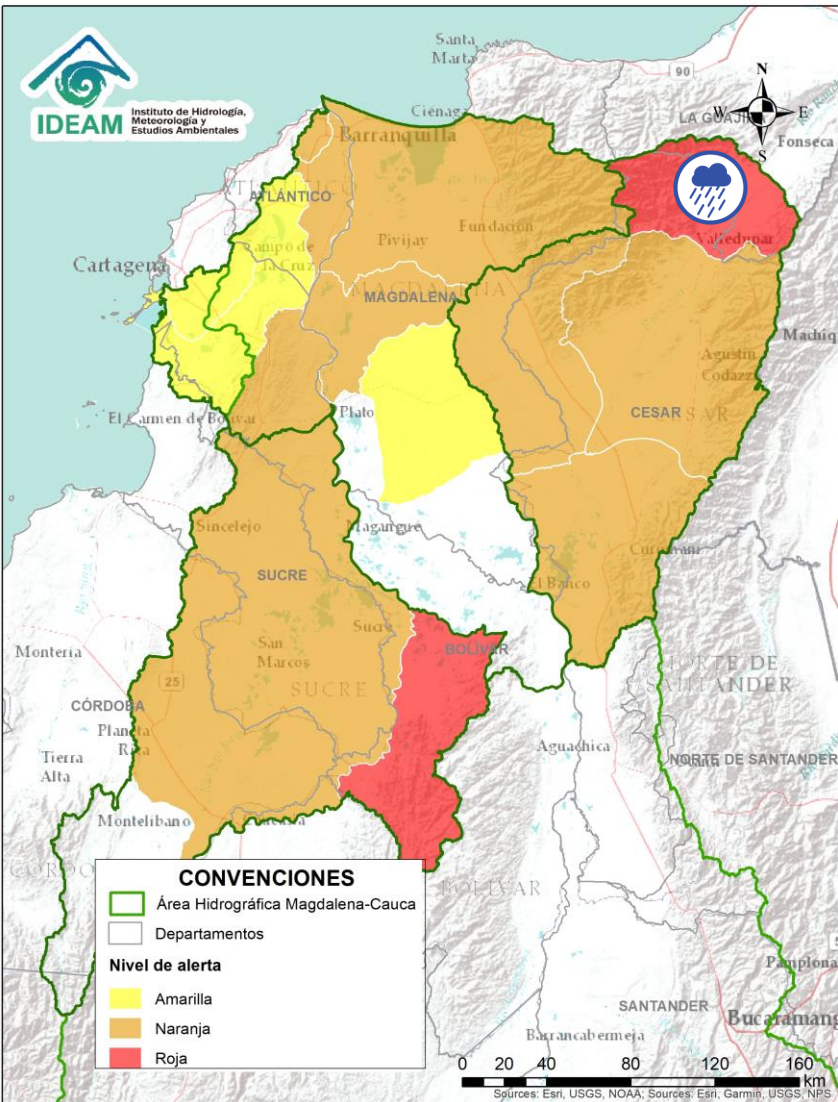 IDEAM
Instituto de Hidrología,
Meteorología y
Estudios Ambientales
Santa
Marta
90
N
W
E
S
Ciénaga
LA GUAJIRA
Fonseca
Barranquilla
ATLÁNTICO
Fundación
Pivijay
Valledupar
Campo de
la Cruz
Cartagena
MAGDALENA
MAGDALENA
Agustín
Codazzi
El Carmen de Bolívar
Plato
CESAR
Sincelejo
Magangue
SUCRE
El Banco
Sucre
BOLÍVAR
San
Marcos
Montería
25
SUCRE
NORTE DE
SANTANDER
CÓRDOBA
Planeta
Rica
Aguachica
Tierra
Alta
NORTE DE SANTANDER
Montelibano
BOLÍVAR
CONVENCIONES
Área Hidrográfica Magdalena-Cauca
Departamentos
Nivel de alerta
Amarilla
Naranja
Roja
Pamplona
SANTANDER
Bucaramang
Barrancabermeja
0 20 40 80 120 160
km
Sources: Esri, USGS, NOAA; Sources: Esri, Garmin, USGS, NPS